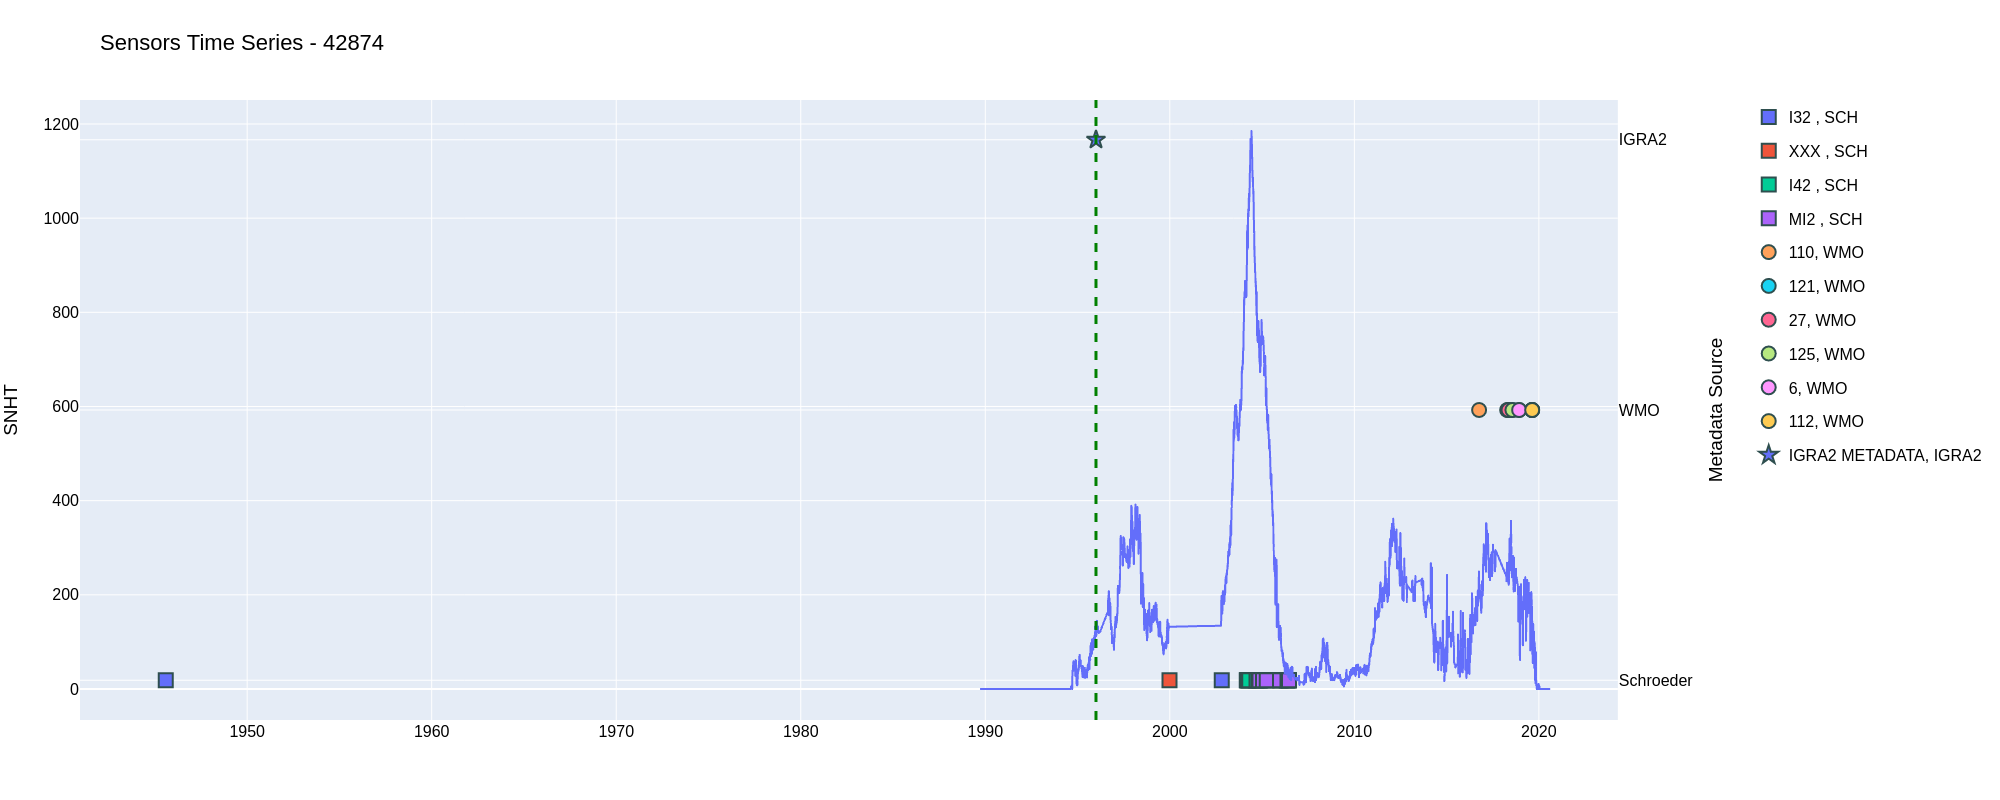 Sensors Time Series - 42874
SNHT
1200
1000
800
600
400
200
0
1950
1960
1970
1980
1990
2000
2010
2020
IGRA2
WMO
Schroeder
Metadata Source
I32 , SCH
XXX , SCH
I42 , SCH
MI2 , SCH
110, WMO
121, WMO
27, WMO
125, WMO
6, WMO
112, WMO
IGRA2 METADATA, IGRA2